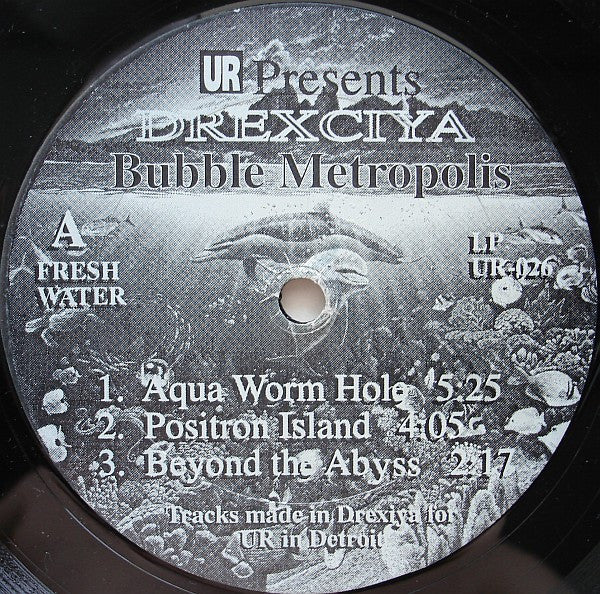 UR Presents
DREXCIYA
Bubble Metropolis
A
FRESH
WATER
LP
UR-026
1. Aqua Worm Hole 5:25
2. Positron Island 4:05
3. Beyond the Abyss 2:17
Tracks made in Drexiya for
UR in Detroit